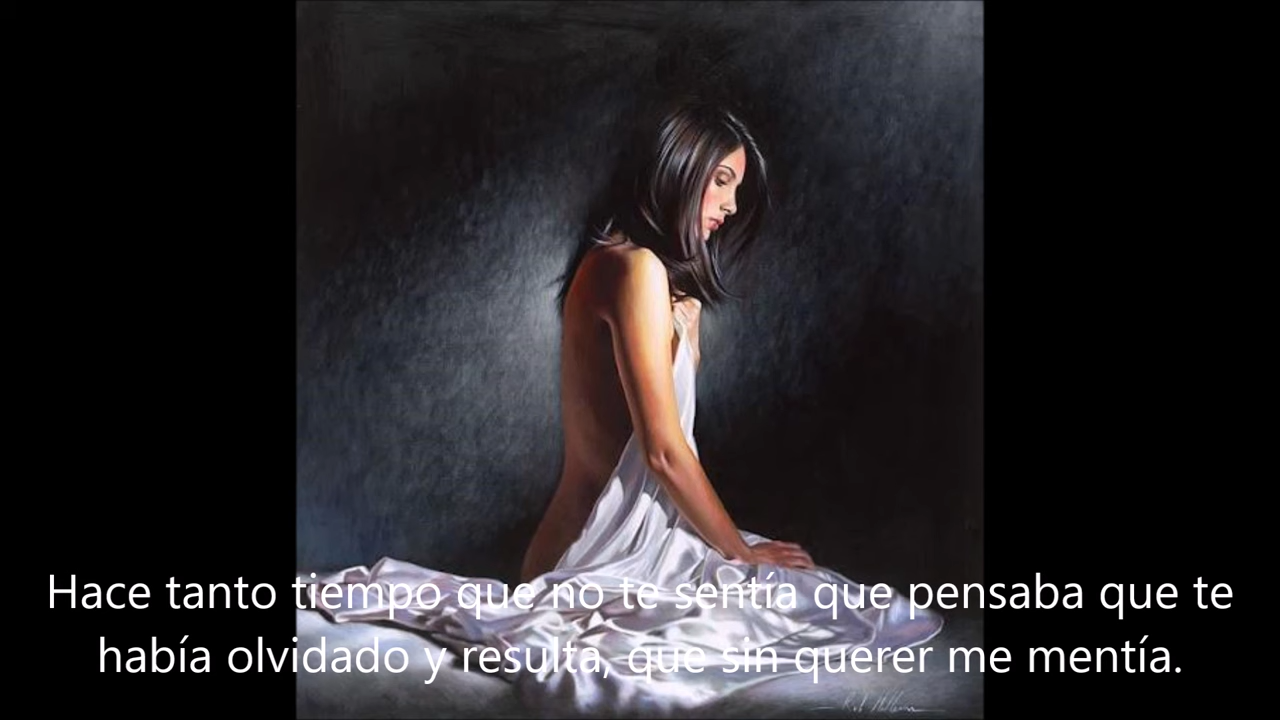 Hace tanto tiempo que no te sentía que pensaba que te
había olvidado y resulta, que sin querer me mentía.